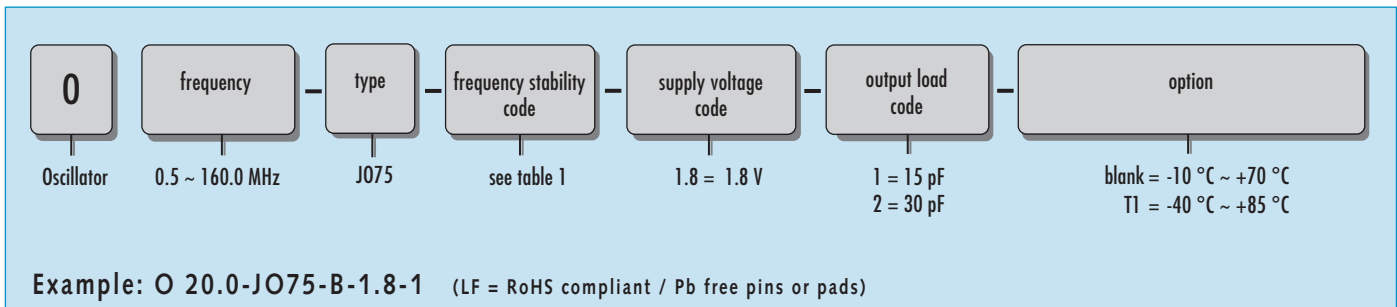 O
frequency
–
type
–
frequency stability
code
–
supply voltage
code
–
output load
code
–
option
Oscillator
0.5 ~ 160.0 MHz
JO75
see table 1
1.8 = 1.8 V
1 = 15 pF
2 = 30 pF
blank = -10 °C ~ +70 °C
T1 = -40 °C ~ +85 °C
Example: O 20.0-JO75-B-1.8-1 (LF = RoHS compliant / Pb free pins or pads)